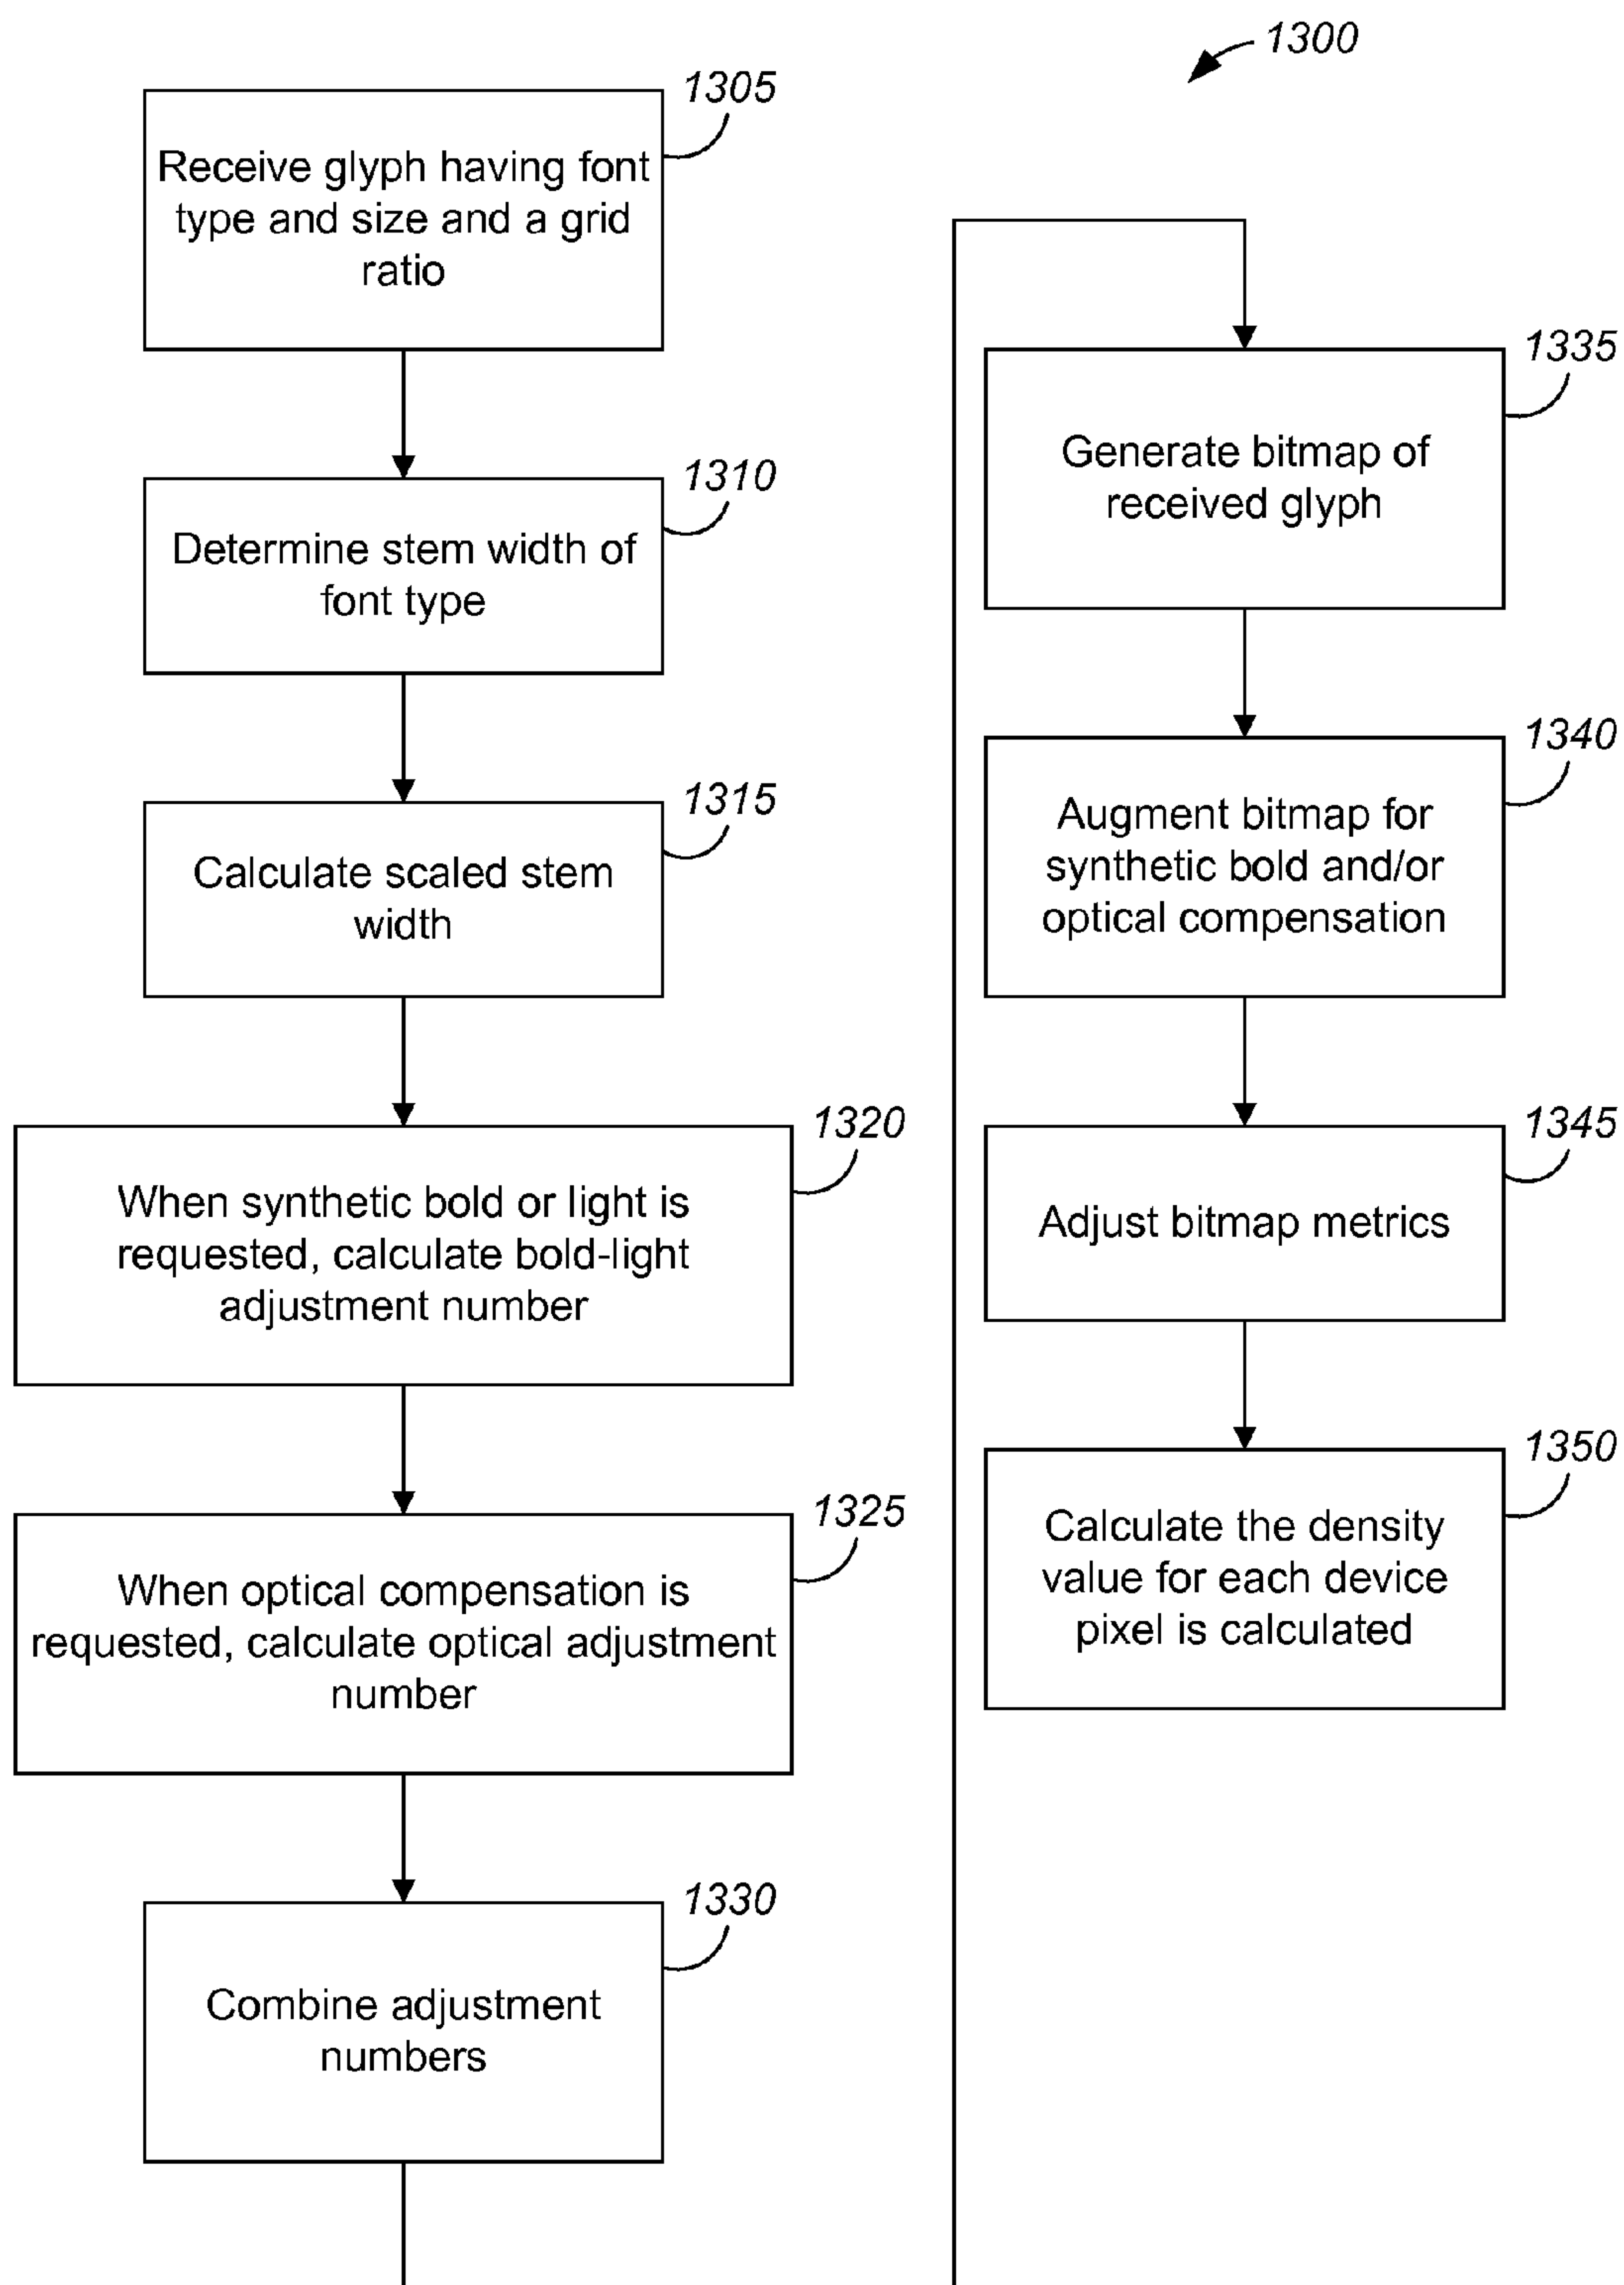 1300
1305
Receive glyph having font
type and size and a grid
ratio
1310
Determine stem width of
font type
1315
Calculate scaled stem
width
1320
When synthetic bold or light is
requested, calculate bold-light
adjustment number
1325
When optical compensation is
requested, calculate optical adjustment
number
1330
Combine adjustment
numbers
1335
Generate bitmap of
received glyph
1340
Augment bitmap for
synthetic bold and/or
optical compensation
1345
Adjust bitmap metrics
1350
Calculate the density
value for each device
pixel is calculated